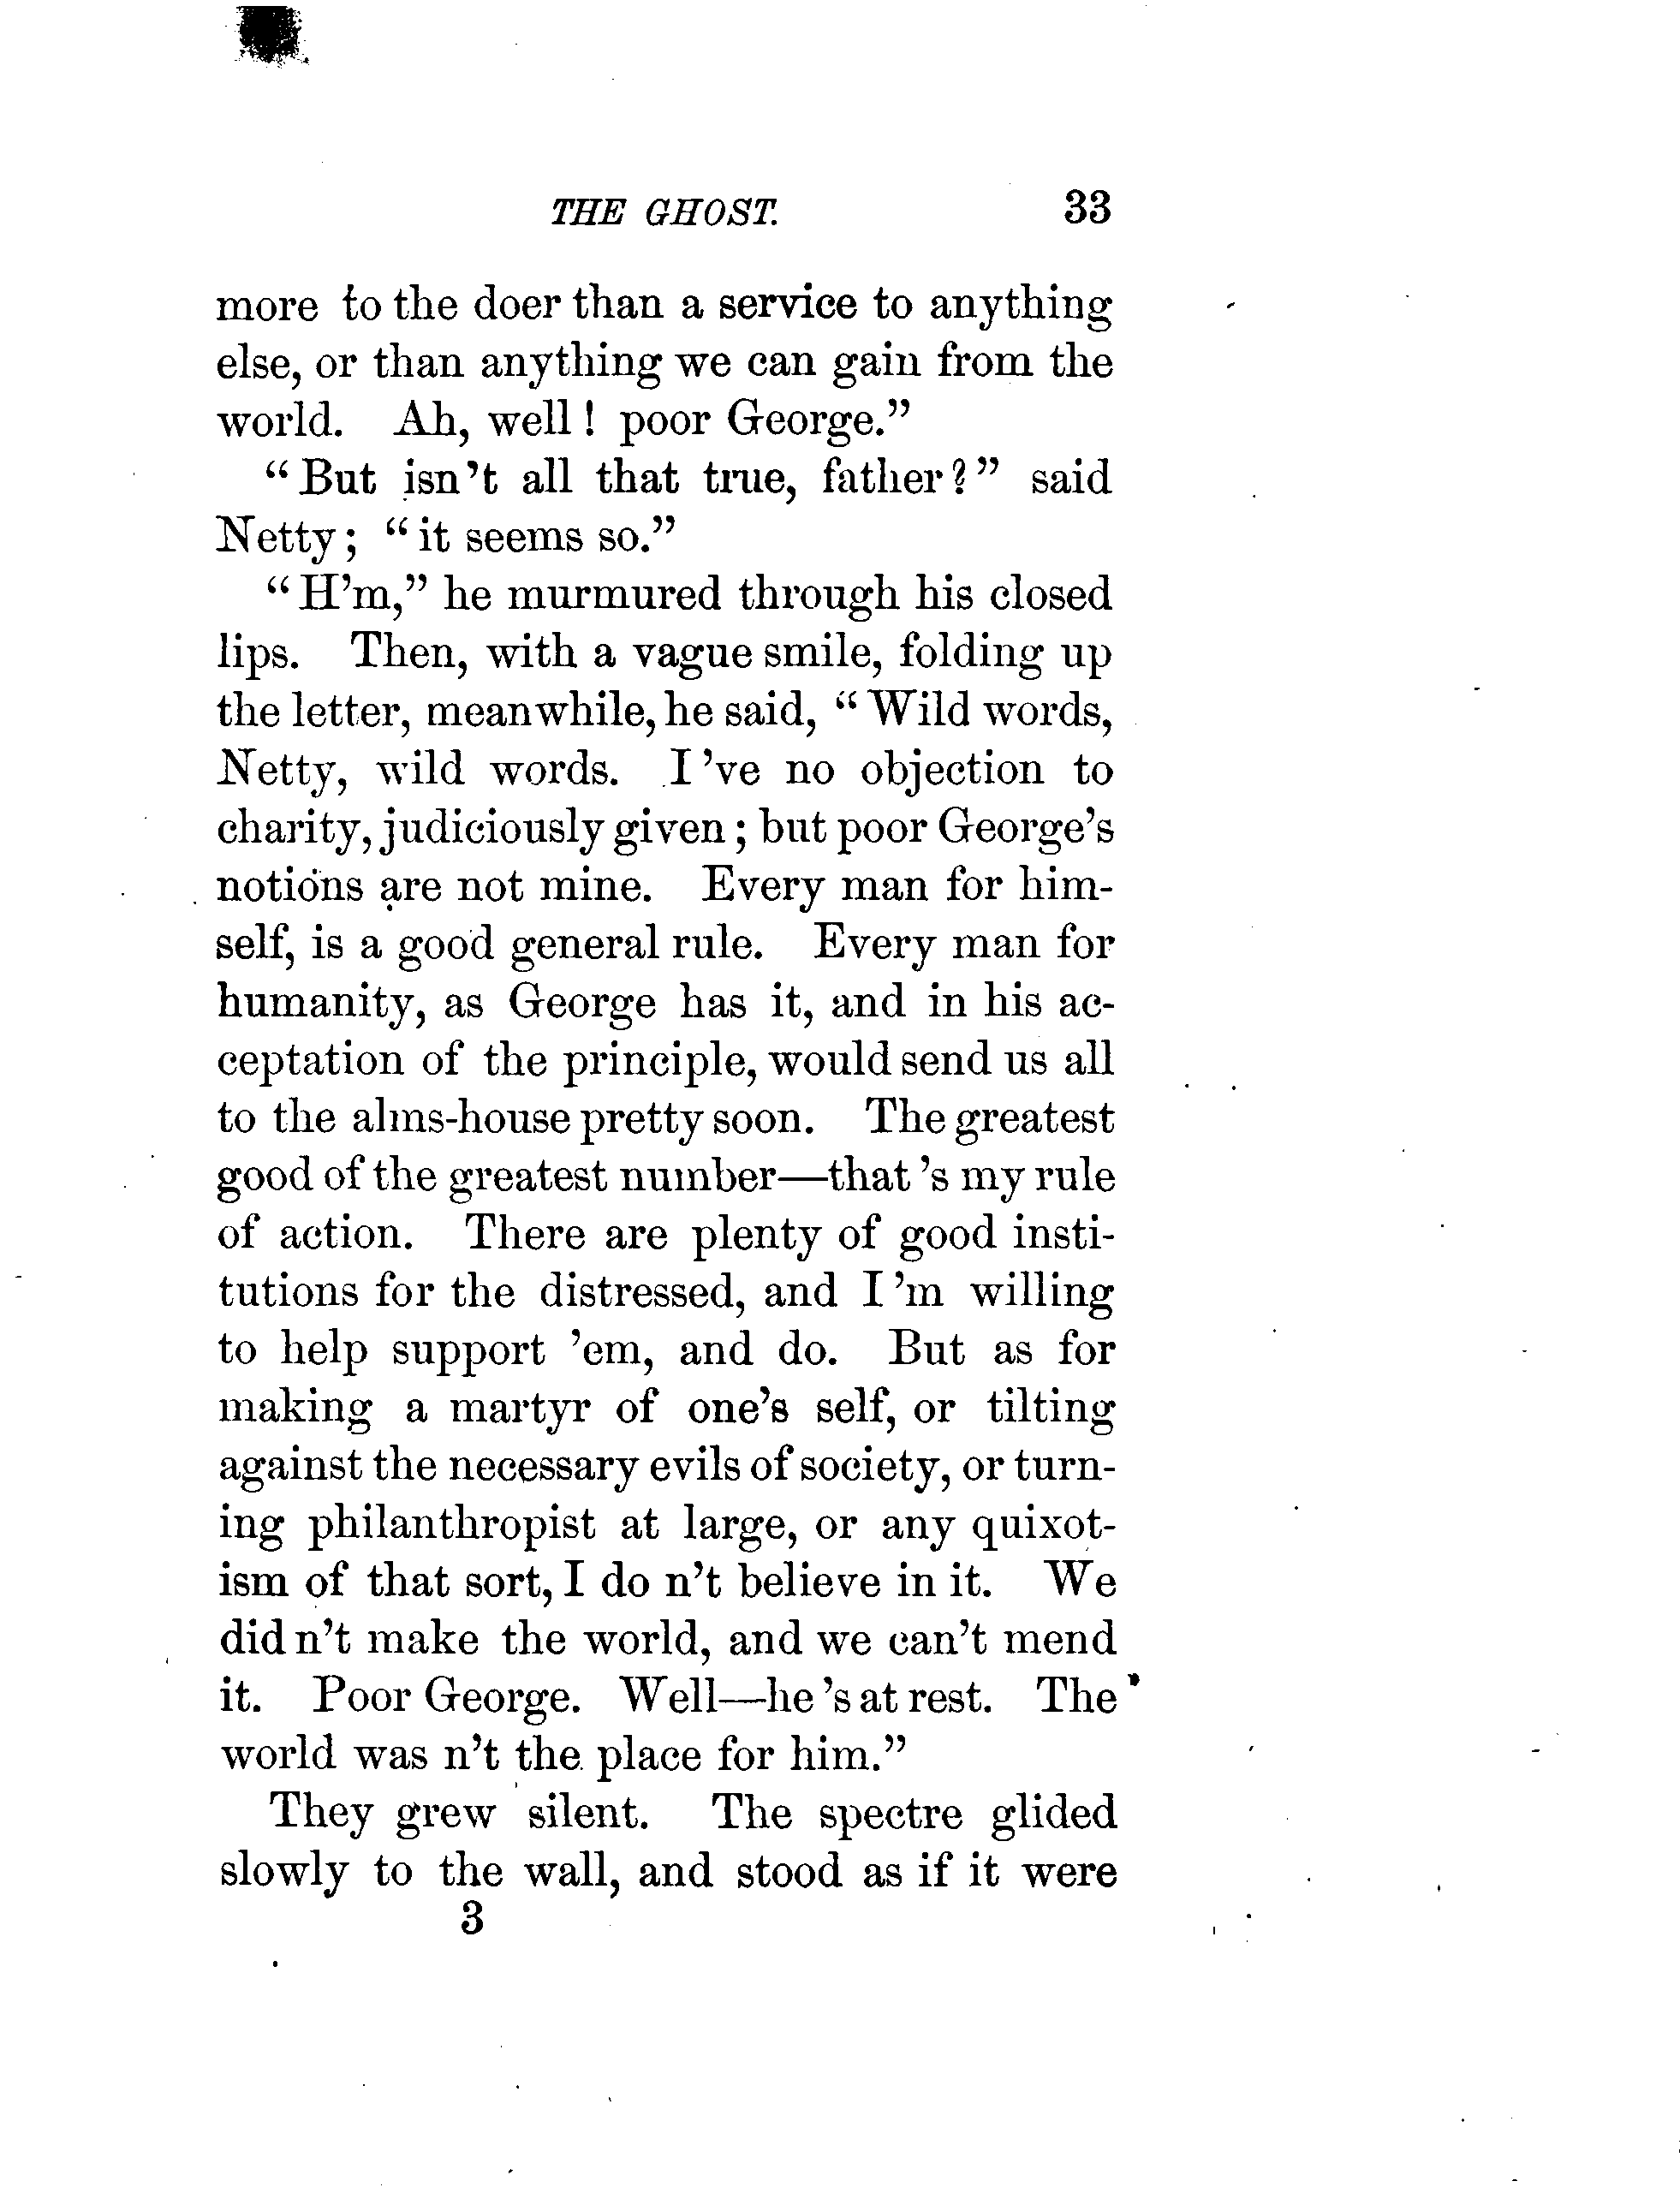 THE GHOST. 33
more to the doer than a service to anything
else, or than anything we can gain from the
world. Ah, well! poor George."
"But isn't all that true, father?" said
Netty; "it seems so."
"H'm," he murmured through his closed
lips. Then, with a vague smile, folding up
the letter, meanwhile, he said, "Wild words,
Netty, wild words. I 've no objection to
charity, judiciously given; but poor George's
notions are not mine. Every man for him-
self, is a good general rule. Every man for
humanity, as George has it, and in his ac-
ceptation of the principle, would send us all
to the alms-house pretty soon. The greatest
good of the greatest number—that 's my rule
of action. There are plenty of good insti-
tutions for the distressed, and I 'm willing
to help support 'em, and do. But as for
making a martyr of one's self, or tilting
against the necessary evils of society, or turn-
ing philanthropist at large, or any quixot-
ism of that sort, I do n't believe in it. We
did n't make the world, and we can't mend
it. Poor George. Well—he 's at rest. The
world was n't the place for him."
They grew silent. The spectre glided
slowly to the wall, and stood as if it were
3